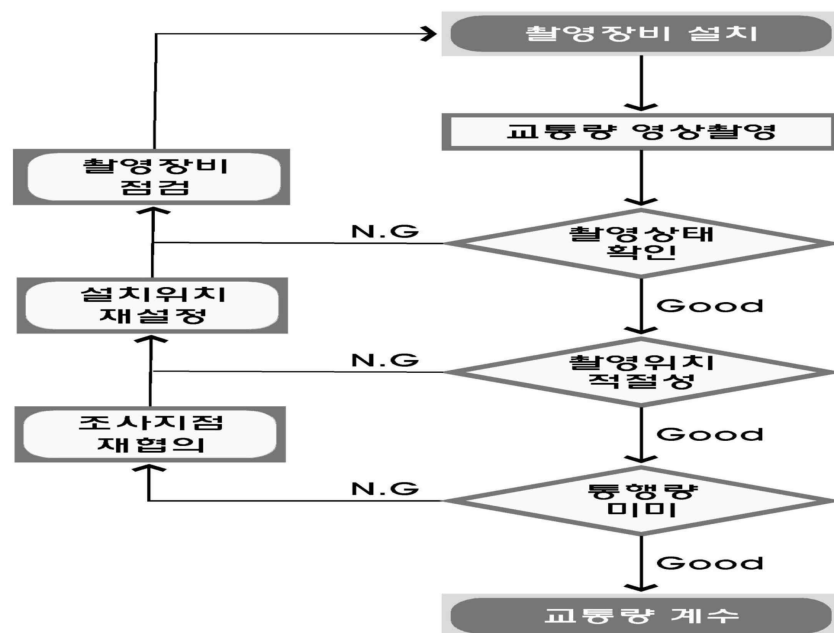 촬영장비 설치
교통량 영상촬영
촬영장비
점검
N.G
촬영상태
확인
Good
설치위치
재설정
N.G
촬영위치
적절성
Good
조사지점
재협의
N.G
통행량
미미
Good
교통량 계수